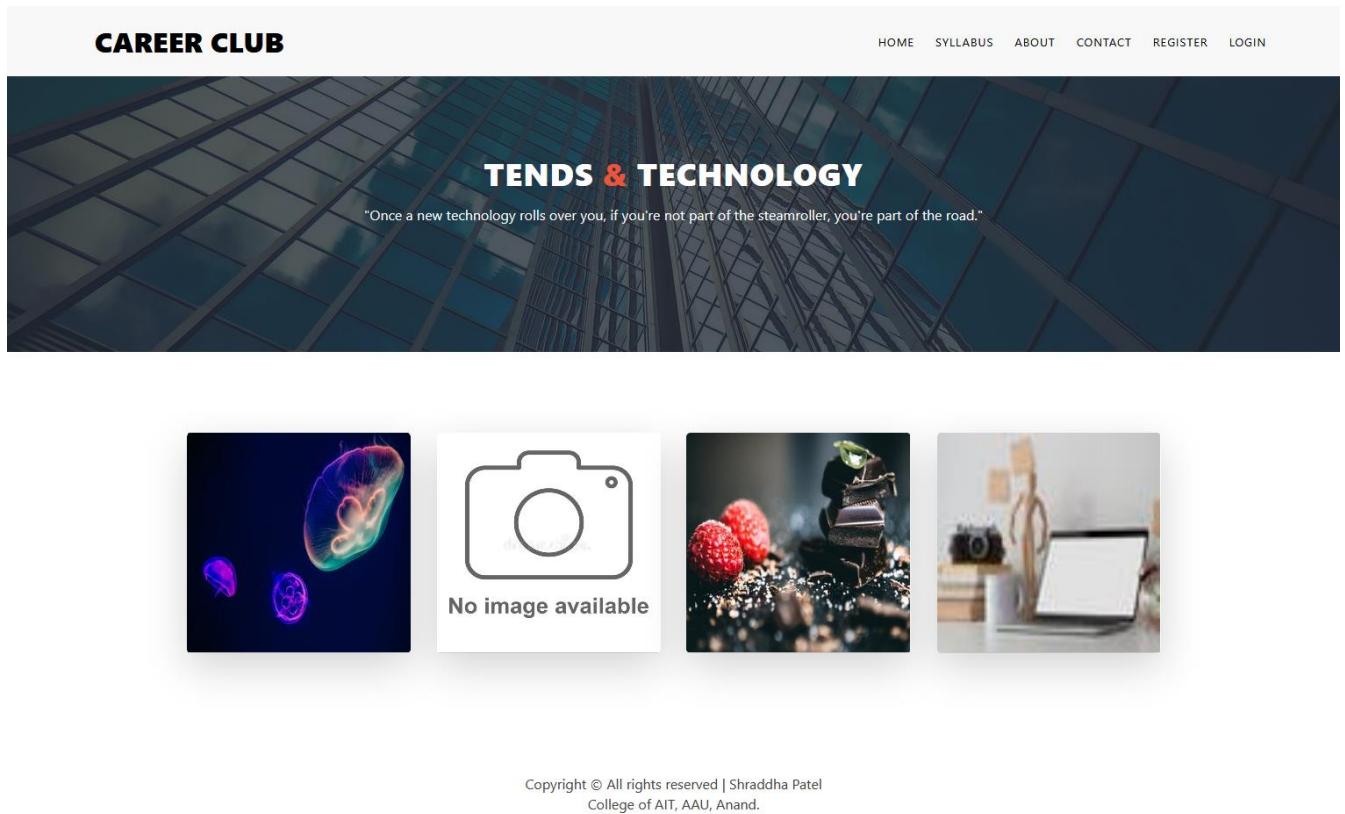 CAREER CLUB
HOME SYLLABUS ABOUT CONTACT REGISTER LOGIN
TENDS & TECHNOLOGY
"Once a new technology rolls over you, if you're not part of the steamroller, you're part of the road."
No image available
Copyright © All rights reserved | Shraddha Patel
College of AIT, AAU, Anand.